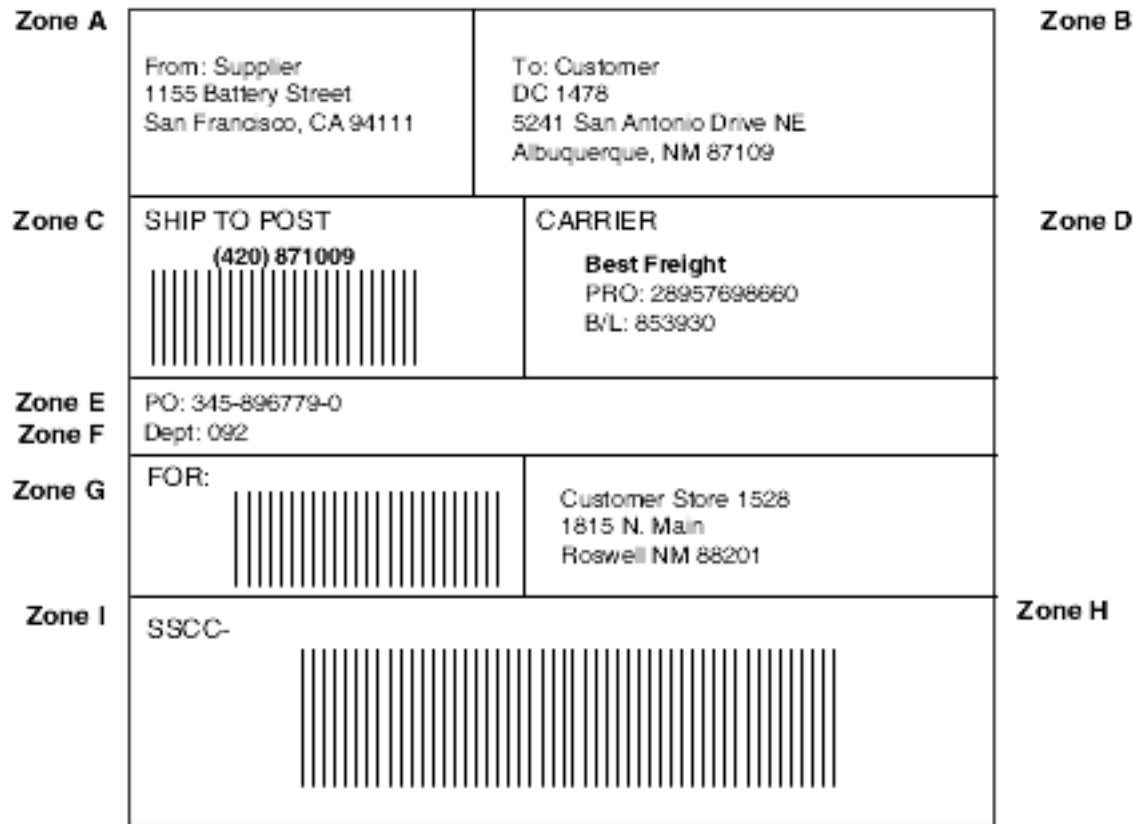 Zone A
Zone B
From: Supplier
1155 Battery Street
San Francisco, CA 94111
To: Customer
DC 1478
5241 San Antonio Drive NE
Albuquerque, NM 87109
Zone C
SHIP TO POST
(420) 871009
CARRIER
Best Freight
PRO: 28957698660
B/L: 853930
Zone D
Zone E
PO: 345-896779-0
Zone F
Dept: 092
Zone G
FOR:
Customer Store 1528
1815 N. Main
Roswell NM 88201
Zone I
Zone H
SSCC-